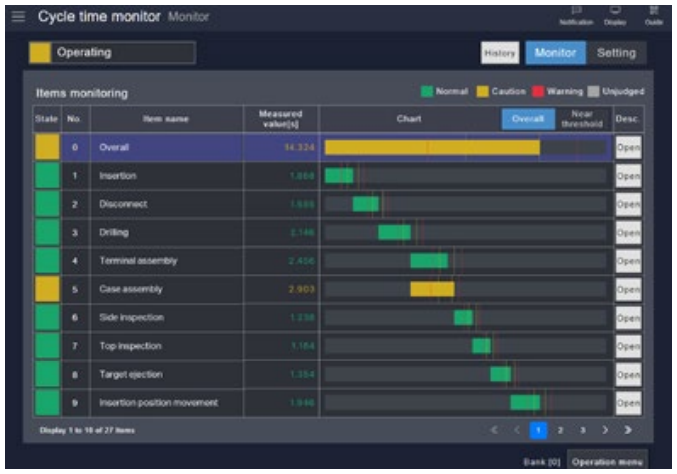 Cycle time monitor Monitor
Notification Display Guide
Operating
History Monitor Setting
Items monitoring
Normal Caution Warning Unjudged
State No. Item name Measured value[s] Chart Overall Near threshold Desc.
0 Overall 14.324 Open
1 Insertion Open
2 Disconnect Open
3 Drilling 2.146 Open
4 Terminal assembly 2.456 Open
5 Case assembly 2.903 Open
6 Side inspection 1.238 Open
7 Top inspection 1.164 Open
8 Target ejection 1.354 Open
9 Insertion position movement 1.946 Open
Display 1 to 10 of 27 items
1 2 3
Bank [0] Operation menu